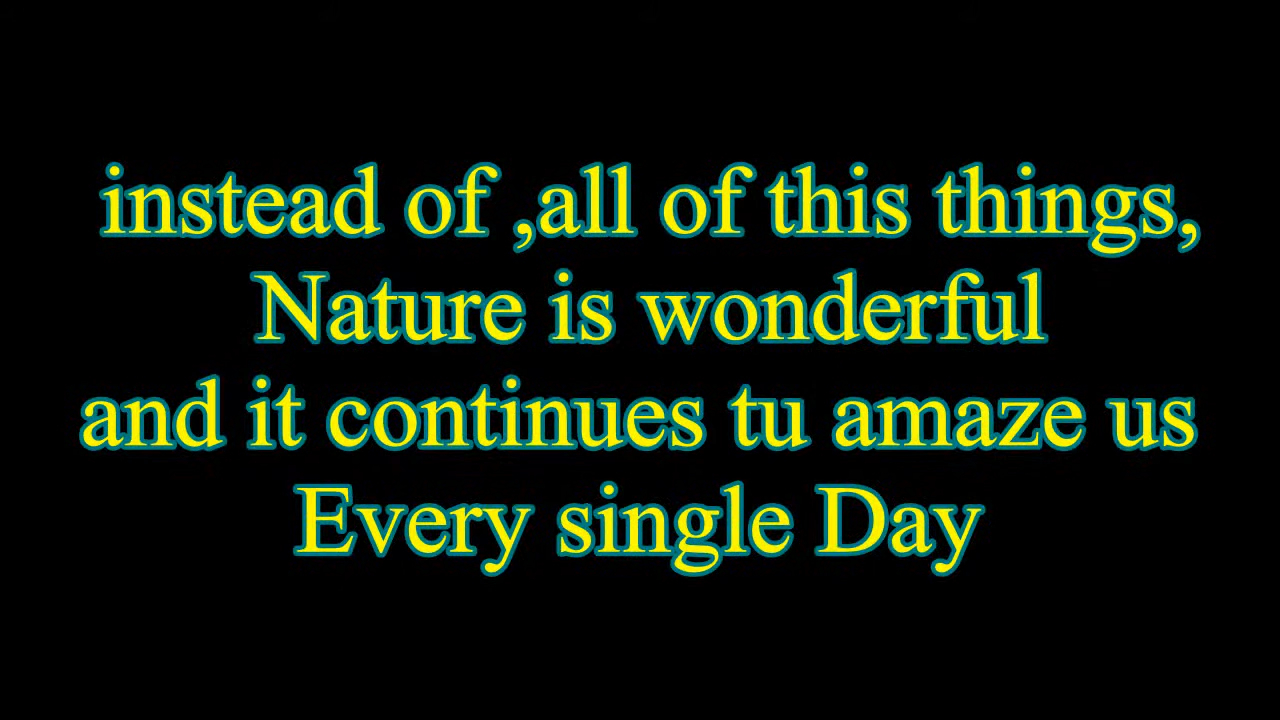 instead of ,all of this things,
Nature is wonderful
and it continues tu amaze us
Every single Day